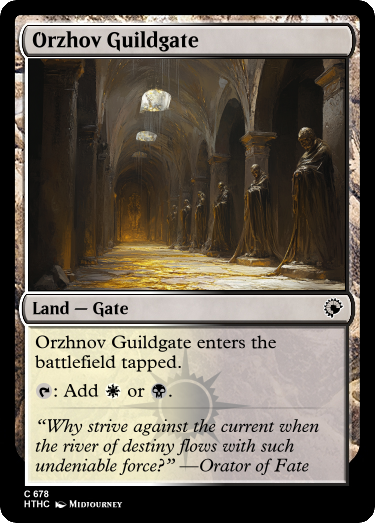 Orzhov Guildgate
Land — Gate
Orzhnov Guildgate enters the
battlefield tapped.
: Add or .
“Why strive against the current when
the river of destiny flows with such
undeniable force?” —Orator of Fate
C 678
HTHC Midjourney